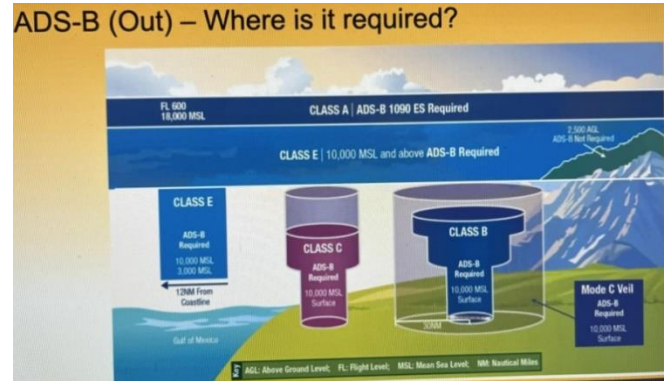 ADS-B (Out) – Where is it required?
FL 600
18,000 MSL
CLASS A | ADS-B 1090 ES Required
2,500 AGL
ADS-B Not Required
CLASS E | 10,000 MSL and above ADS-B Required
CLASS E
ADS-B
Required
10,000 MSL
3,000 MSL
12NM From
Coastline
Gulf of Mexico
CLASS C
ADS-B
Required
10,000 MSL
Surface
CLASS B
ADS-B
Required
10,000 MSL
Surface
30NM
Mode C Veil
ADS-B
Required
10,000 MSL
Surface
Key
AGL: Above Ground Level; FL: Flight Level; MSL: Mean Sea Level; NM: Nautical Miles